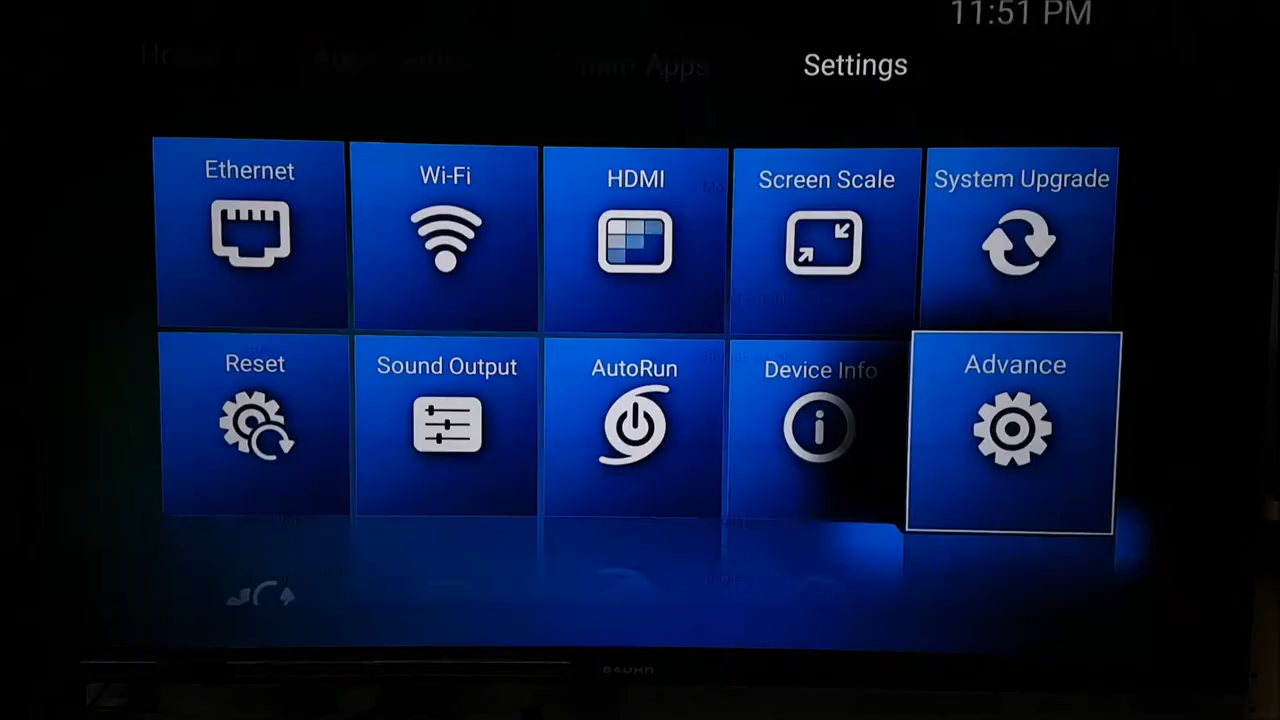 11:51 PM
Settings
Ethernet
Wi-Fi
HDMI
Screen Scale
System Upgrade
Reset
Sound Output
AutoRun
Device Info
Advance
BAUHN